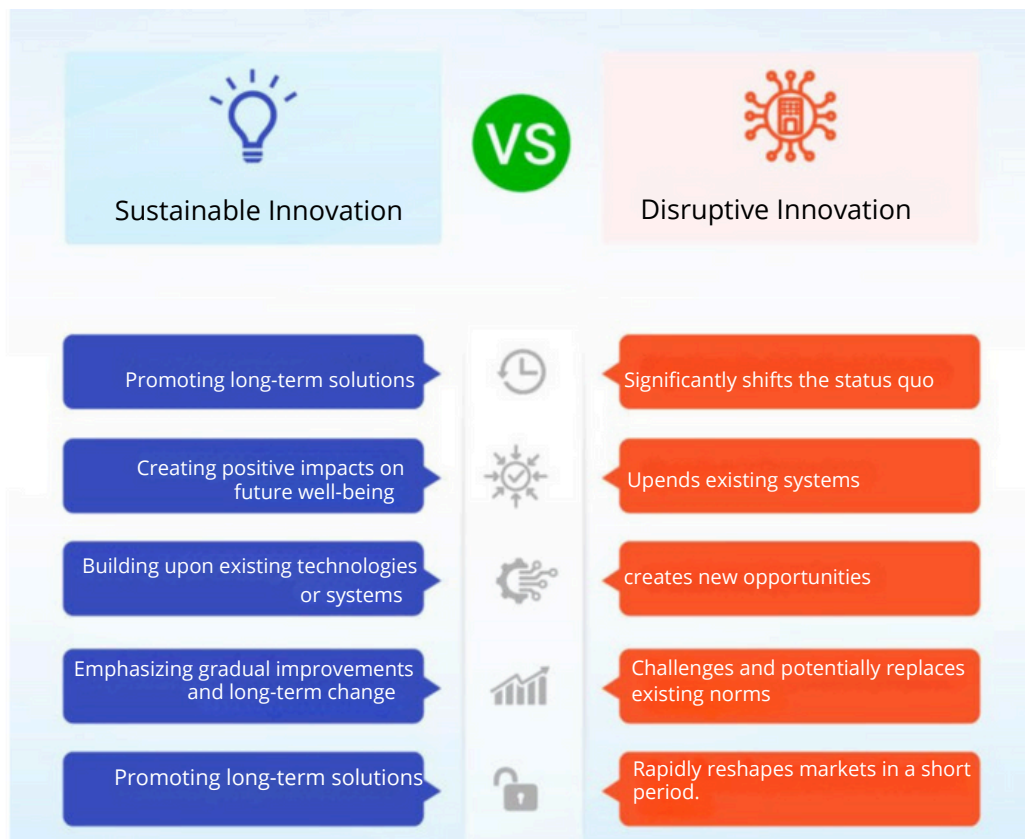 Sustainable Innovation
VS
Disruptive Innovation
Promoting long-term solutions
Significantly shifts the status quo
Creating positive impacts on
future well-being
Upends existing systems
Building upon existing technologies
or systems
creates new opportunities
Emphasizing gradual improvements
and long-term change
Challenges and potentially replaces
existing norms
Promoting long-term solutions
Rapidly reshapes markets in a short
period.